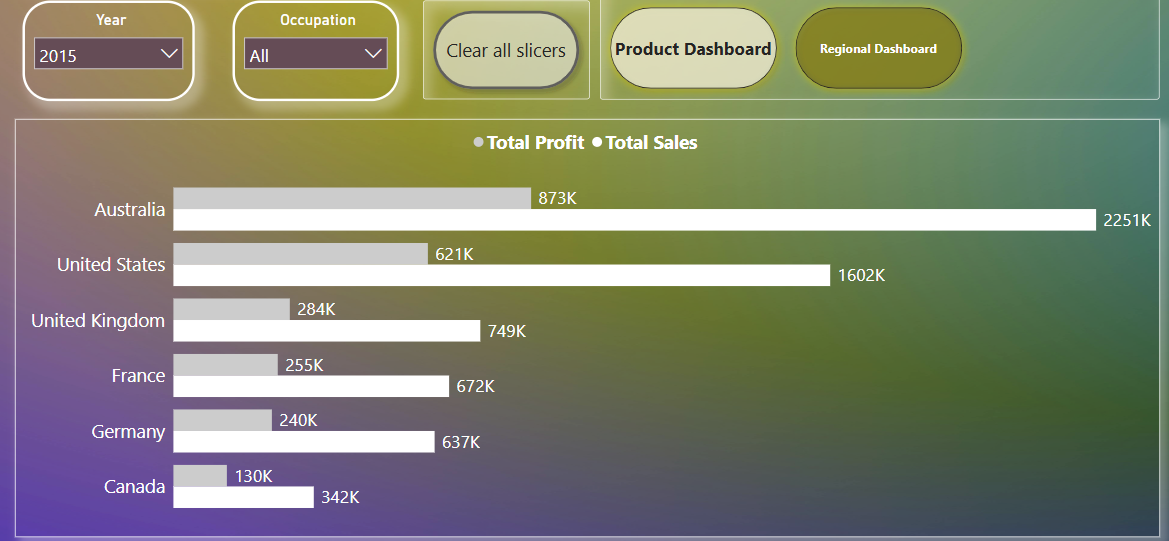 Year
2015
Occupation
All
Clear all slicers
Product Dashboard
Regional Dashboard
Total Profit Total Sales
Australia
873K
2251K
United States
621K
1602K
United Kingdom
284K
749K
France
255K
672K
Germany
240K
637K
Canada
130K
342K